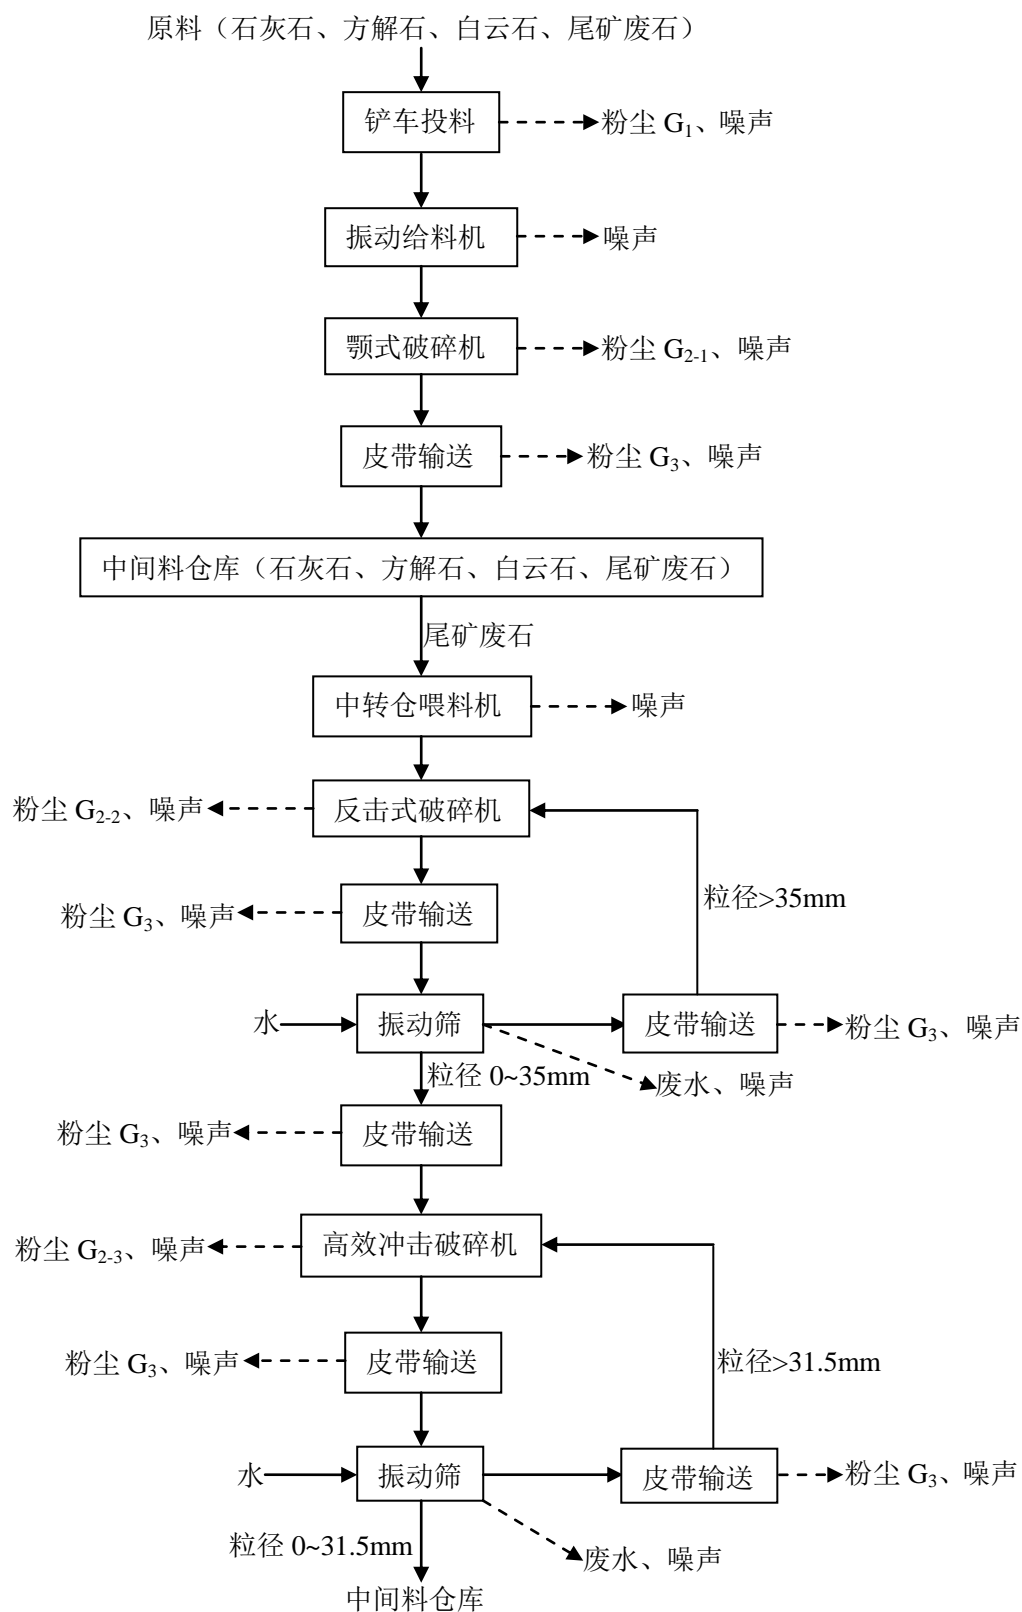 原料（石灰石、方解石、白云石、尾矿废石）
铲车投料
粉尘 G1、噪声
振动给料机
噪声
颚式破碎机
粉尘 G2-1、噪声
皮带输送
粉尘 G3、噪声
中间料仓库（石灰石、方解石、白云石、尾矿废石）
尾矿废石
中转仓喂料机
噪声
粉尘 G2-2、噪声
反击式破碎机
粒径>35mm
粉尘 G3、噪声
皮带输送
水
振动筛
皮带输送
粉尘 G3、噪声
粒径 0~35mm
废水、噪声
粉尘 G3、噪声
皮带输送
粉尘 G2-3、噪声
高效冲击破碎机
粉尘 G3、噪声
皮带输送
粒径>31.5mm
水
振动筛
皮带输送
粉尘 G3、噪声
粒径 0~31.5mm
废水、噪声
中间料仓库